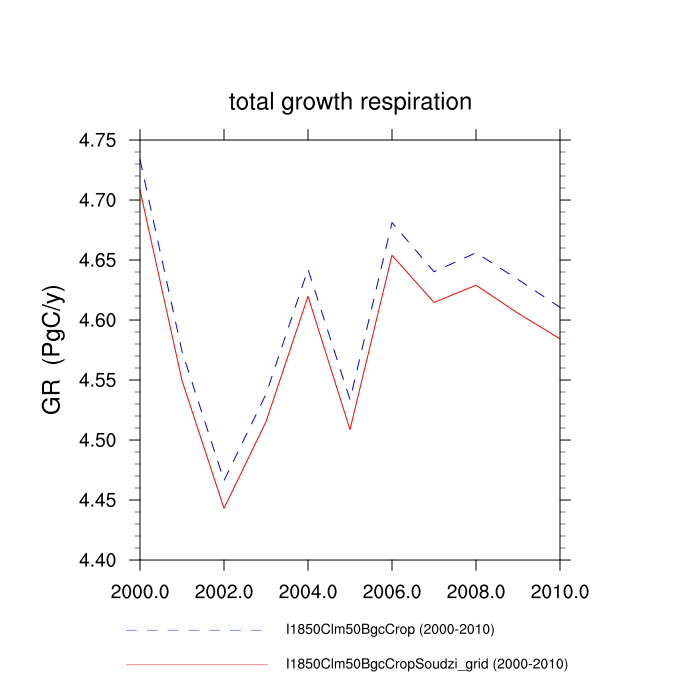 total growth respiration
4.75
4.70
4.65
4.60
4.55
4.50
4.45
4.40
GR (PgC/y)
2000.0 2002.0 2004.0 2006.0 2008.0 2010.0
I1850Clm50BgcCrop (2000-2010)
I1850Clm50BgcCropSoudzi_grid (2000-2010)